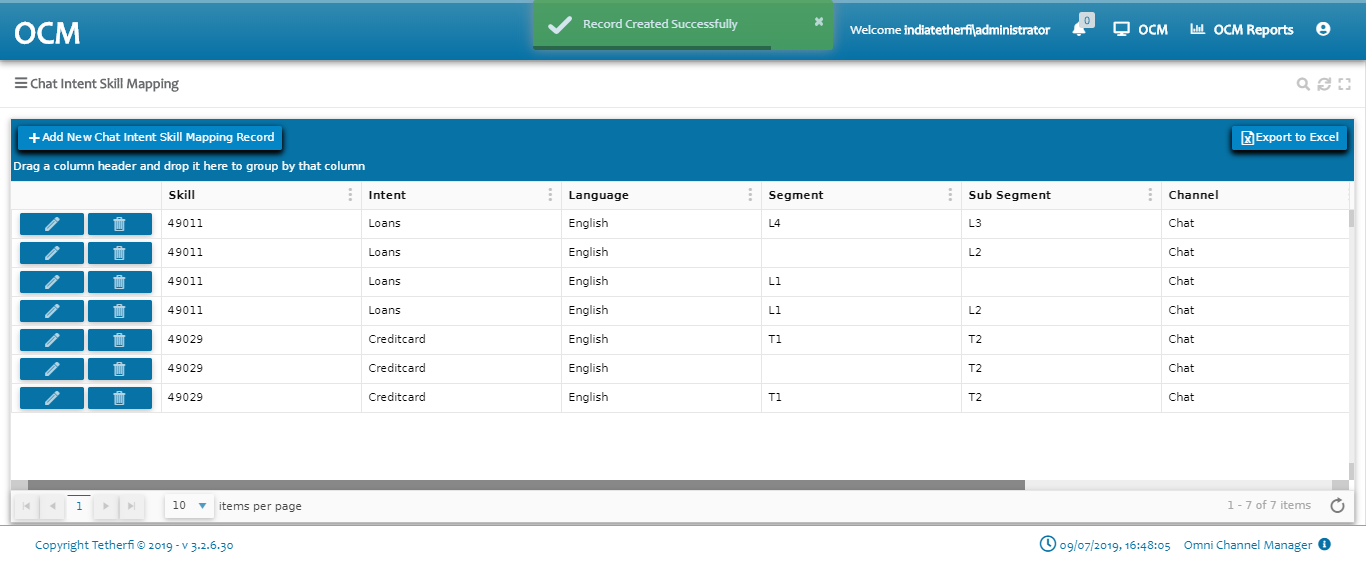 OCM
Record Created Successfully
Welcome indiatetherfi\administrator
0
OCM
OCM Reports
Chat Intent Skill Mapping
Add New Chat Intent Skill Mapping Record
Export to Excel
Drag a column header and drop it here to group by that column
Skill Intent Language Segment Sub Segment Channel
49011 Loans English L4 L3 Chat
49011 Loans English L2 Chat
49011 Loans English L1 Chat
49011 Loans English L1 L2 Chat
49029 Creditcard English T1 T2 Chat
49029 Creditcard English T2 Chat
49029 Creditcard English T1 T2 Chat
1 10 items per page 1 - 7 of 7 items
Copyright Tetherfi © 2019 - v 3.2.6.30 09/07/2019, 16:48:05 Omni Channel Manager